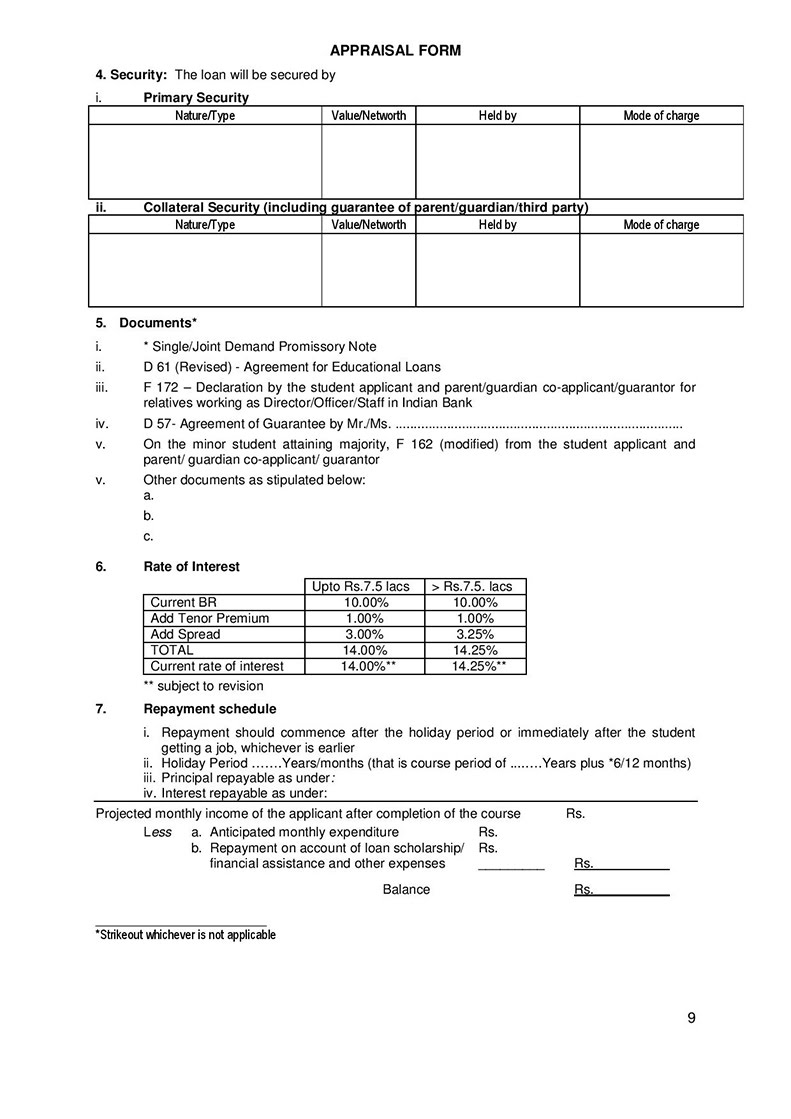 APPRAISAL FORM
4. Security: The loan will be secured by
i. Primary Security
Nature/Type Value/Networth Held by Mode of charge
ii. Collateral Security (including guarantee of parent/guardian/third party)
Nature/Type Value/Networth Held by Mode of charge
5. Documents*
i. * Single/Joint Demand Promissory Note
ii. D 61 (Revised) - Agreement for Educational Loans
iii. F 172 – Declaration by the student applicant and parent/guardian co-applicant/guarantor for
relatives working as Director/Officer/Staff in Indian Bank
iv. D 57- Agreement of Guarantee by Mr./Ms. ..............................................................................
v. On the minor student attaining majority, F 162 (modified) from the student applicant and
parent/ guardian co-applicant/ guarantor
v. Other documents as stipulated below:
a.
b.
c.
6. Rate of Interest
Upto Rs.7.5 lacs > Rs.7.5. lacs
Current BR 10.00% 10.00%
Add Tenor Premium 1.00% 1.00%
Add Spread 3.00% 3.25%
TOTAL 14.00% 14.25%
Current rate of interest 14.00%** 14.25%**
** subject to revision
7. Repayment schedule
i. Repayment should commence after the holiday period or immediately after the student
getting a job, whichever is earlier
ii. Holiday Period …….Years/months (that is course period of ...……Years plus *6/12 months)
iii. Principal repayable as under:
iv. Interest repayable as under:
Projected monthly income of the applicant after completion of the course Rs.
Less a. Anticipated monthly expenditure Rs.
b. Repayment on account of loan scholarship/ Rs.
financial assistance and other expenses _________ Rs.
Balance Rs.
*Strikeout whichever is not applicable
9